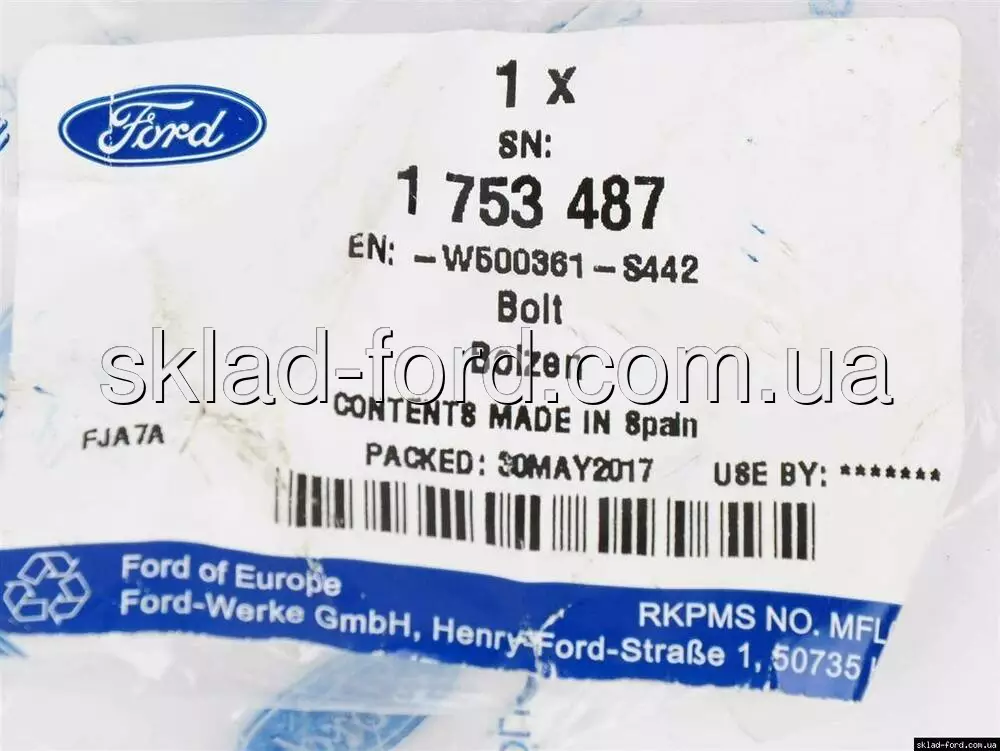 Ford
1 x
SN:
1 753 487
EN: -W500361-S442
Bolt
Bolzen
sklad-ford.com.ua
CONTENTS MADE IN Spain
FJA7A
PACKED: 30MAY2017 USE BY: *******
Ford of Europe
Ford-Werke GmbH, Henry-Ford-Straße 1, 50735
RKPMS NO. MFL
sklad-ford.com.ua